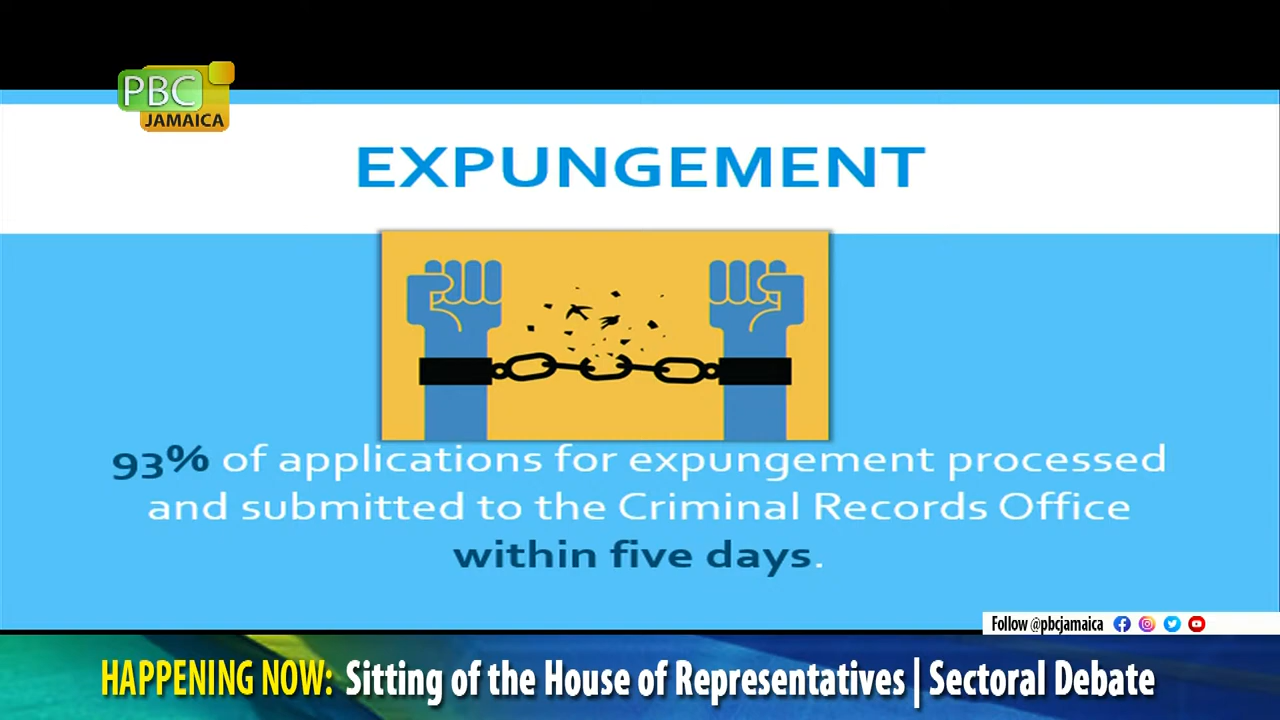 PBC
JAMAICA
EXPUNGEMENT
93% of applications for expungement processed
and submitted to the Criminal Records Office
within five days.
Follow @pbcjamaica
HAPPENING NOW: Sitting of the House of Representatives | Sectoral Debate